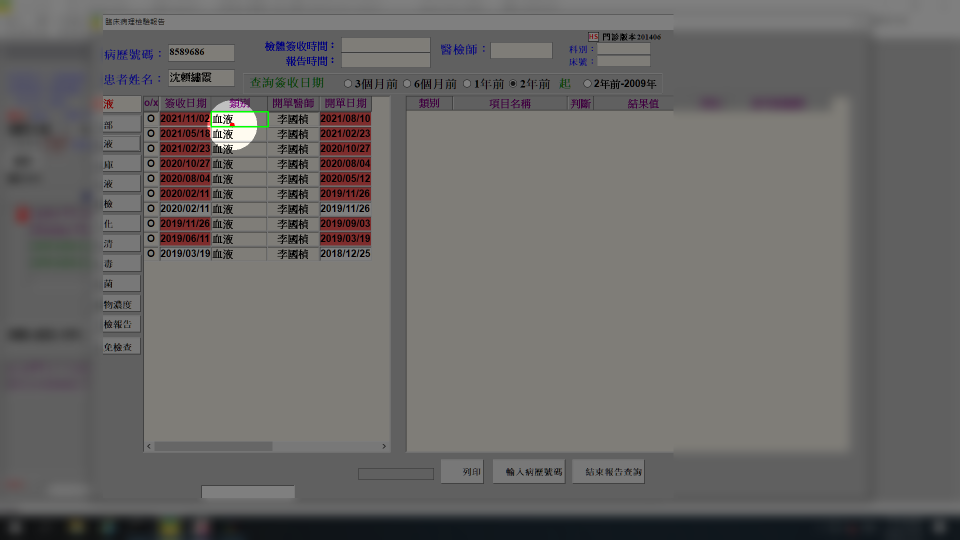 臨床病理檢驗報告
HS 門診版本201406
病歷號碼： 8589686 檢體簽收時間： 醫檢師： 科別：
報告時間： 床號：
患者姓名： 沈賴繡霞 查詢簽收日期 3個月前 6個月前 1年前 2年前 起 2年前-2009年
液 o/x 簽收日期 類別 開單醫師 開單日期 類別 項目名稱 判斷 結果值
O 2021/11/02 血液 李國楨 2021/08/10
部 O 2021/05/18 血液 李國楨 2021/02/23
液 O 2021/02/23 血液 李國楨 2020/10/27
庫 O 2020/10/27 血液 李國楨 2020/08/04
液 O 2020/08/04 血液 李國楨 2020/05/12
O 2020/02/11 血液 李國楨 2019/11/26
檢 O 2020/02/11 血液 李國楨 2019/11/26
化 O 2019/11/26 血液 李國楨 2019/09/03
清 O 2019/06/11 血液 李國楨 2019/03/19
毒 O 2019/03/19 血液 李國楨 2018/12/25
菌
物濃度
檢報告
免檢查
列印 輸入病歷號碼 結束報告查詢